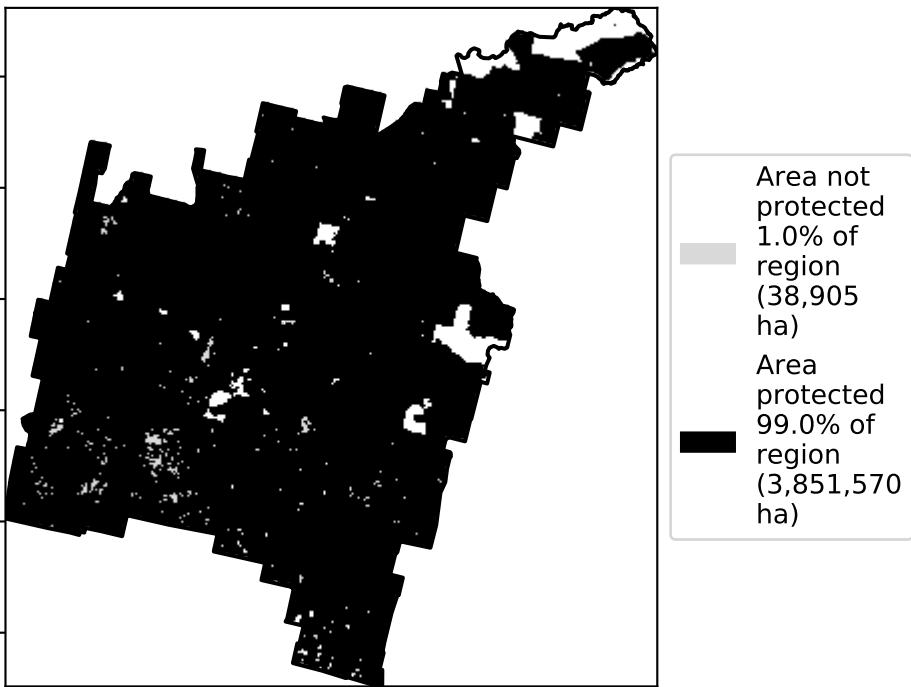 Area not
protected
1.0% of
region
(38,905
ha)
Area
protected
99.0% of
region
(3,851,570
ha)